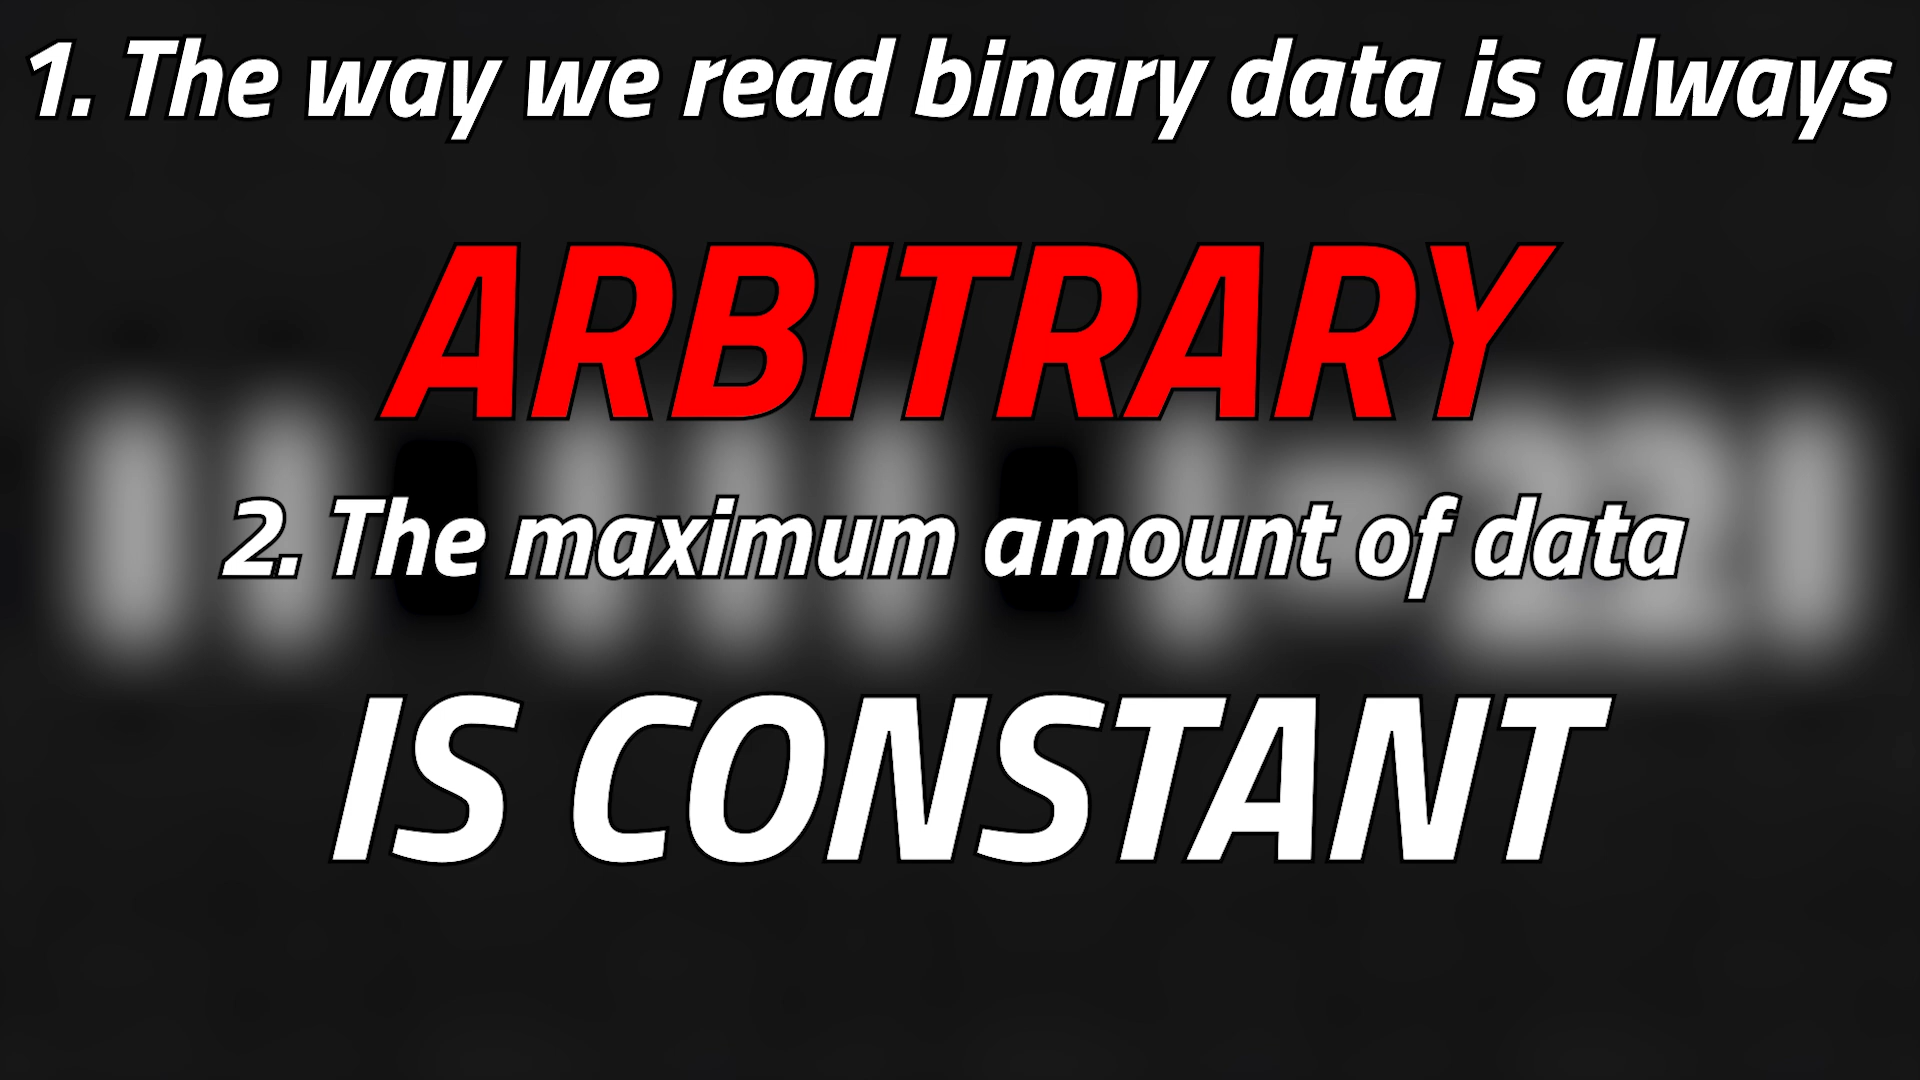 1. The way we read binary data is always
ARBITRARY
2. The maximum amount of data
IS CONSTANT